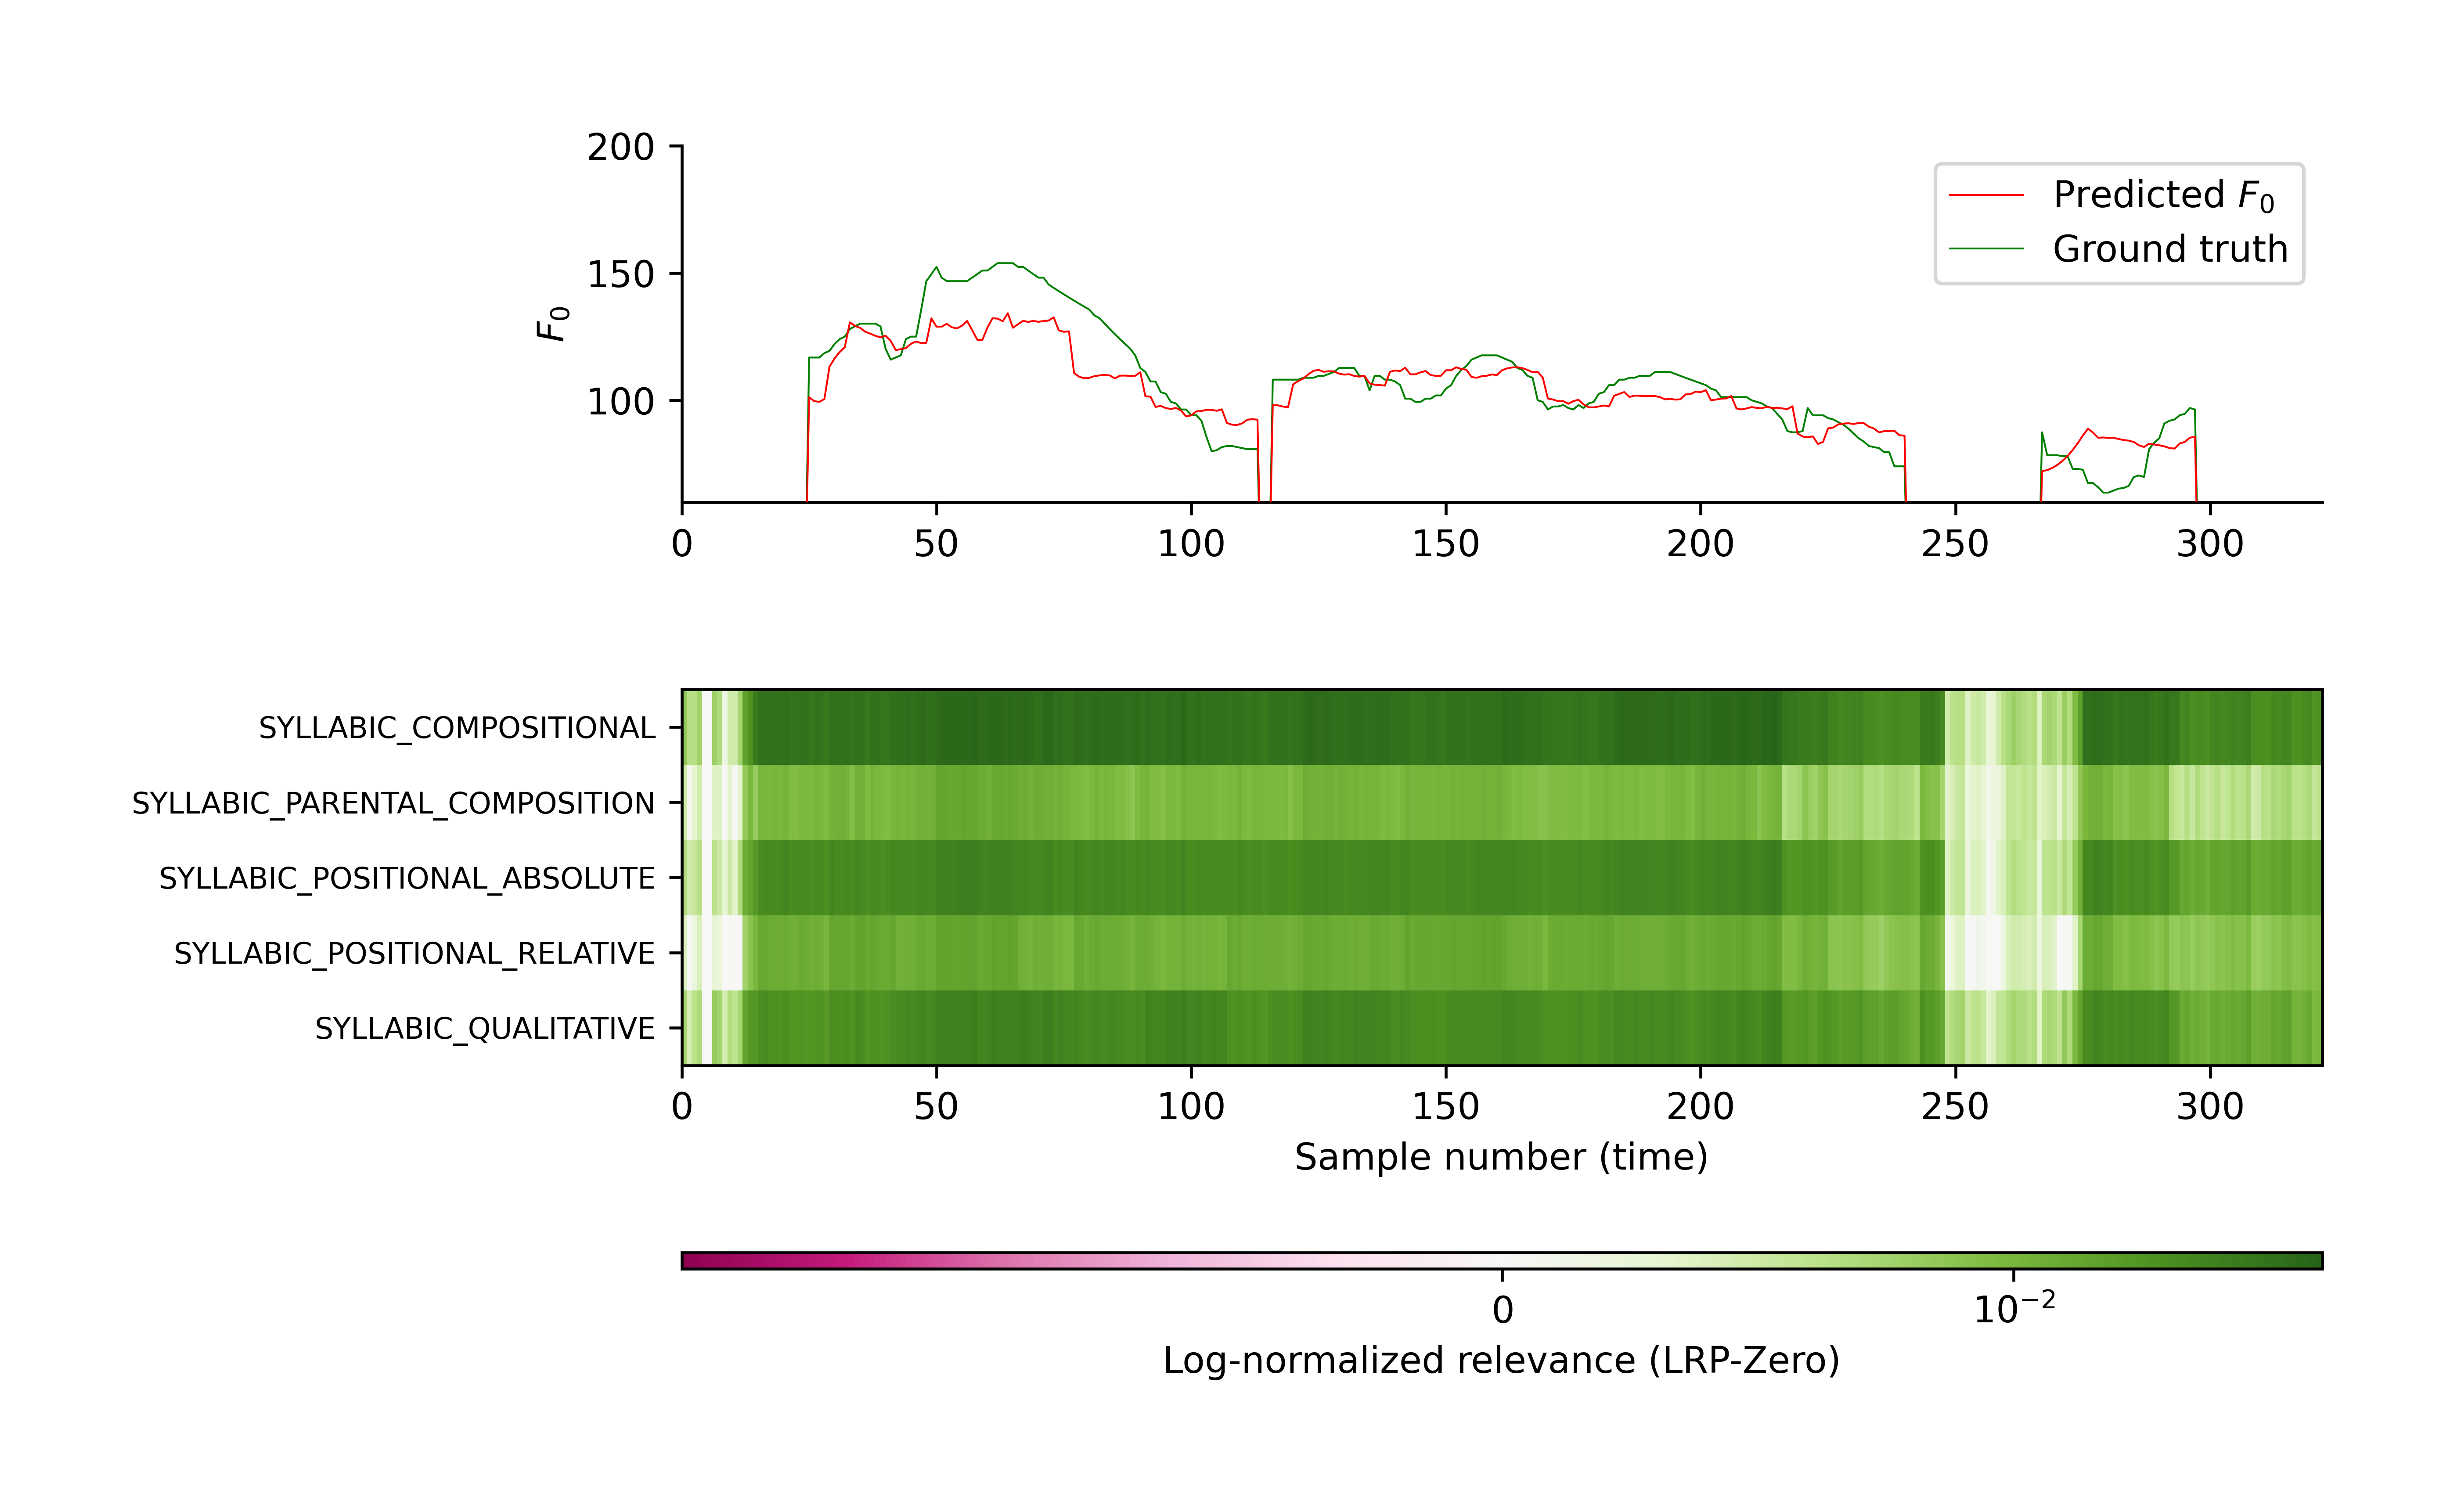 200
150
100
F₀
Predicted F₀
Ground truth
0 50 100 150 200 250 300
SYLLABIC_COMPOSITIONAL
SYLLABIC_PARENTAL_COMPOSITION
SYLLABIC_POSITIONAL_ABSOLUTE
SYLLABIC_POSITIONAL_RELATIVE
SYLLABIC_QUALITATIVE
0 50 100 150 200 250 300
Sample number (time)
0 10⁻²
Log-normalized relevance (LRP-Zero)